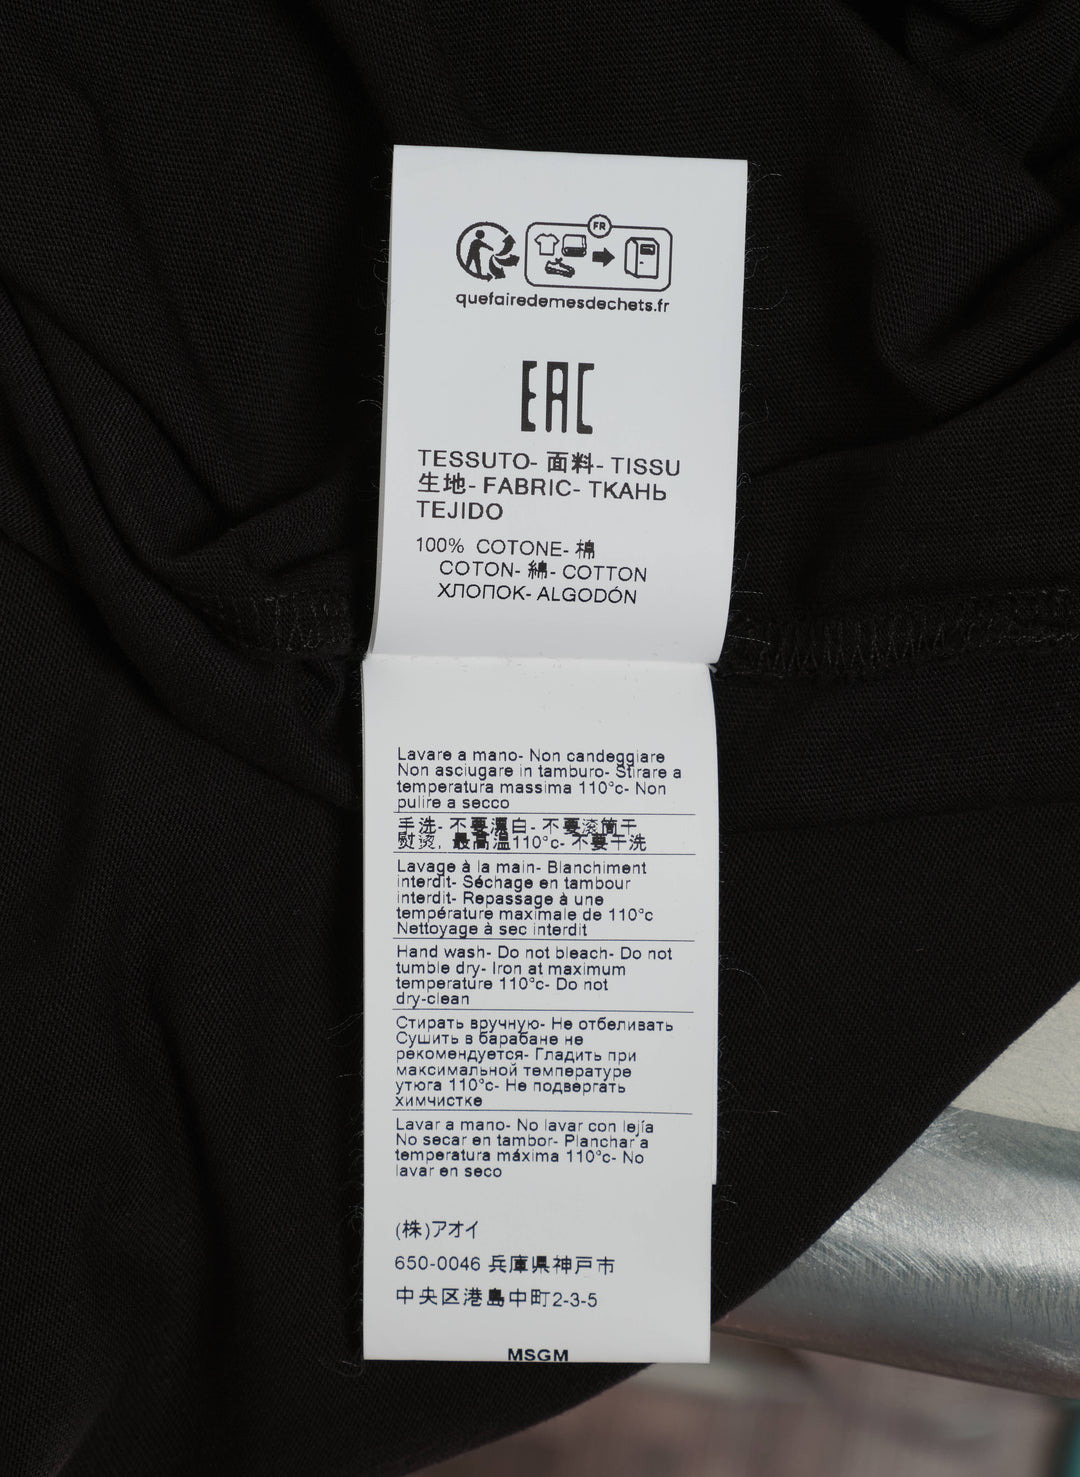 FR
quefairedemesdechets.fr
EAC
TESSUTO- 面料- TISSU
生地- FABRIC- ТКАНЬ
TEJIDO
100% COTONE- 棉
COTON- 綿- COTTON
ХЛОПОК- ALGODÓN
Lavare a mano- Non candeggiare
Non asciugare in tamburo- Stirare a
temperatura massima 110°c- Non
pulire a secco
手洗- 不要漂白- 不要滚筒干
熨烫, 最高温110°c- 不要干洗
Lavage à la main- Blanchiment
interdit- Séchage en tambour
interdit- Repassage à une
température maximale de 110°c
Nettoyage à sec interdit
Hand wash- Do not bleach- Do not
tumble dry- Iron at maximum
temperature 110°c- Do not
dry-clean
Стирать вручную- Не отбеливать
Сушить в барабане не
рекомендуется- Гладить при
максимальной температуре
утюга 110°c- Не подвергать
химчистке
Lavar a mano- No lavar con lejía
No secar en tambor- Planchar a
temperatura máxima 110°c- No
lavar en seco
(株)アオイ
650-0046 兵庫県神戸市
中央区港島中町2-3-5
MSGM